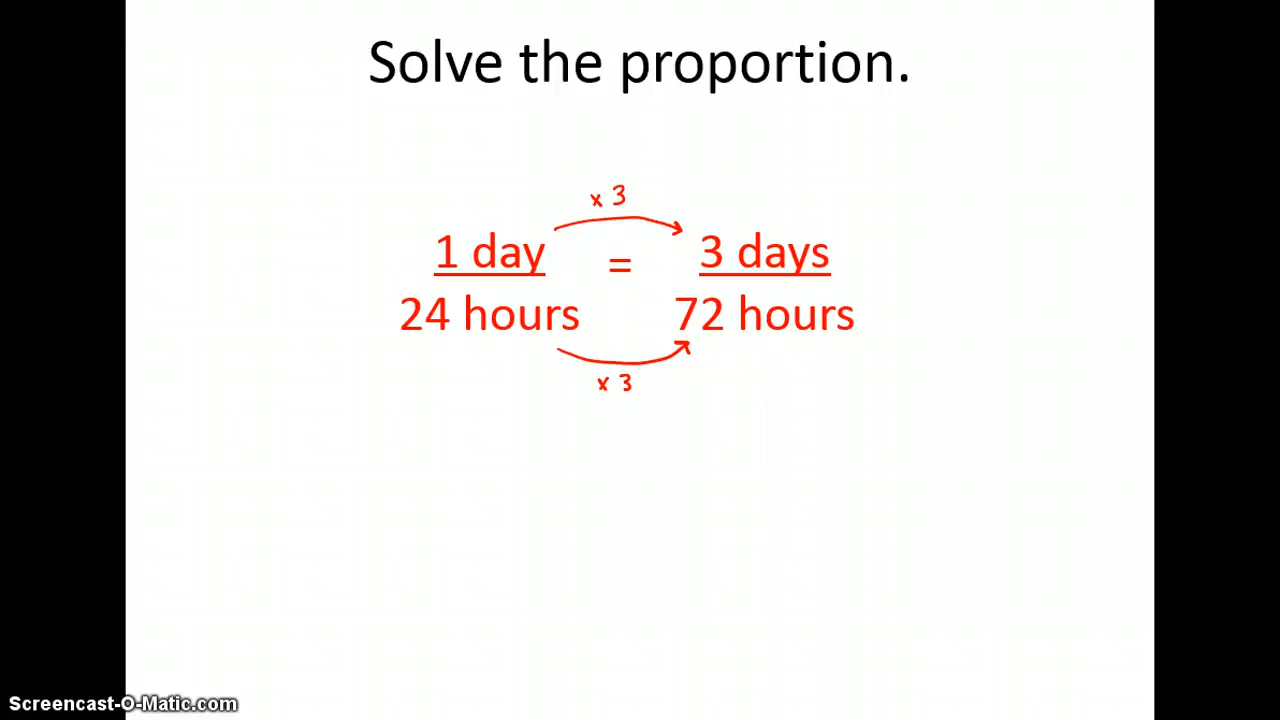 Solve the proportion.
x 3
1 day = 3 days
24 hours 72 hours
x 3
Screencast-O-Matic.com